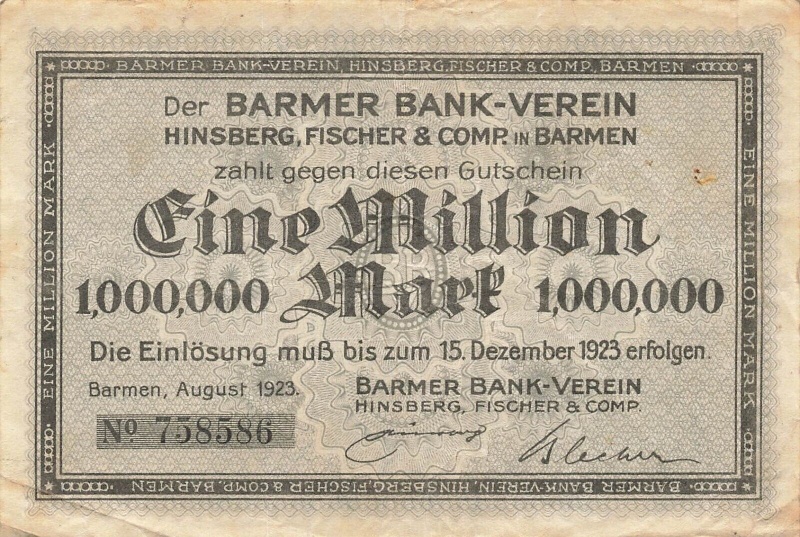 BARMER BANK-VEREIN, HINSBERG, FISCHER & COMP., BARMEN
EINE MILLION MARK
EINE MILLION MARK
Der BARMER BANK-VEREIN
HINSBERG, FISCHER & COMP. IN BARMEN
zahlt gegen diesen Gutschein
Eine Million
1,000,000 Mark 1,000,000
Die Einlösung muß bis zum 15. Dezember 1923 erfolgen.
Barmen, August 1923.
BARMER BANK-VEREIN
HINSBERG, FISCHER & COMP.
No 758586
BARMER BANK-VEREIN, HINSBERG, FISCHER & COMP., BARMEN